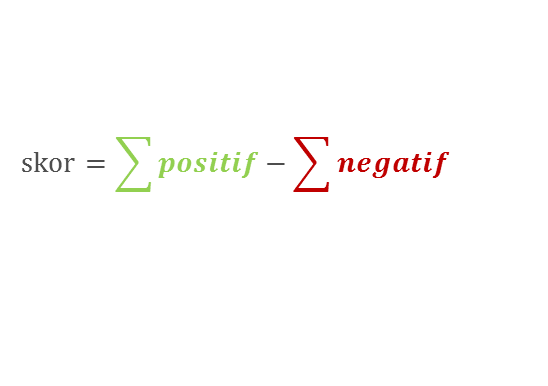 skor = ∑ positif − ∑ negatif